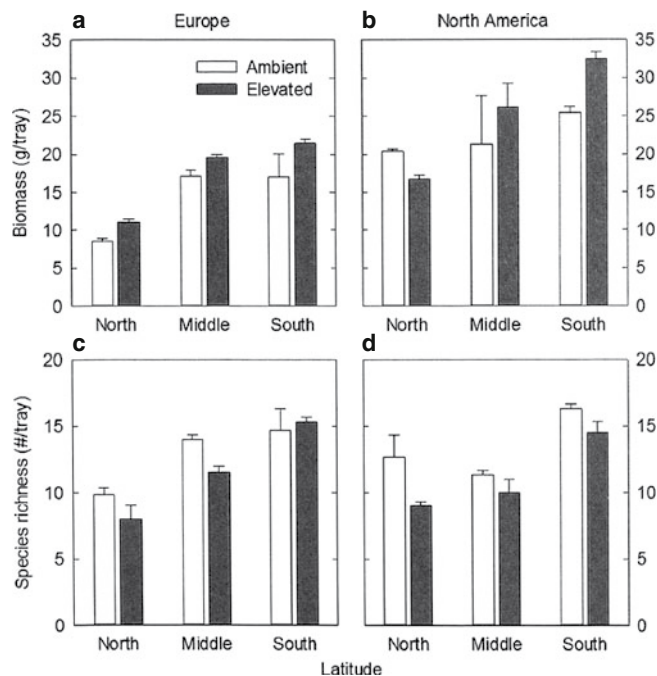 a Europe
b North America
Ambient
Elevated
Biomass (g/tray)
35
30
25
20
15
10
5
0
North Middle South
35
30
25
20
15
10
5
0
North Middle South
c
d
Species richness (#/tray)
20
15
10
5
0
North Middle South
20
15
10
5
0
North Middle South
Latitude